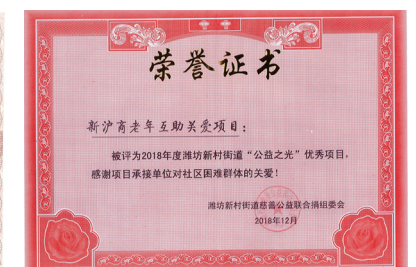 荣誉证书
新沪商老年互助关爱项目：
被评为2018年度潍坊新村街道“公益之光”优秀项目，
感谢项目承接单位对社区困难群体的关爱！
潍坊新村街道慈善公益联合捐组委会
2018年12月